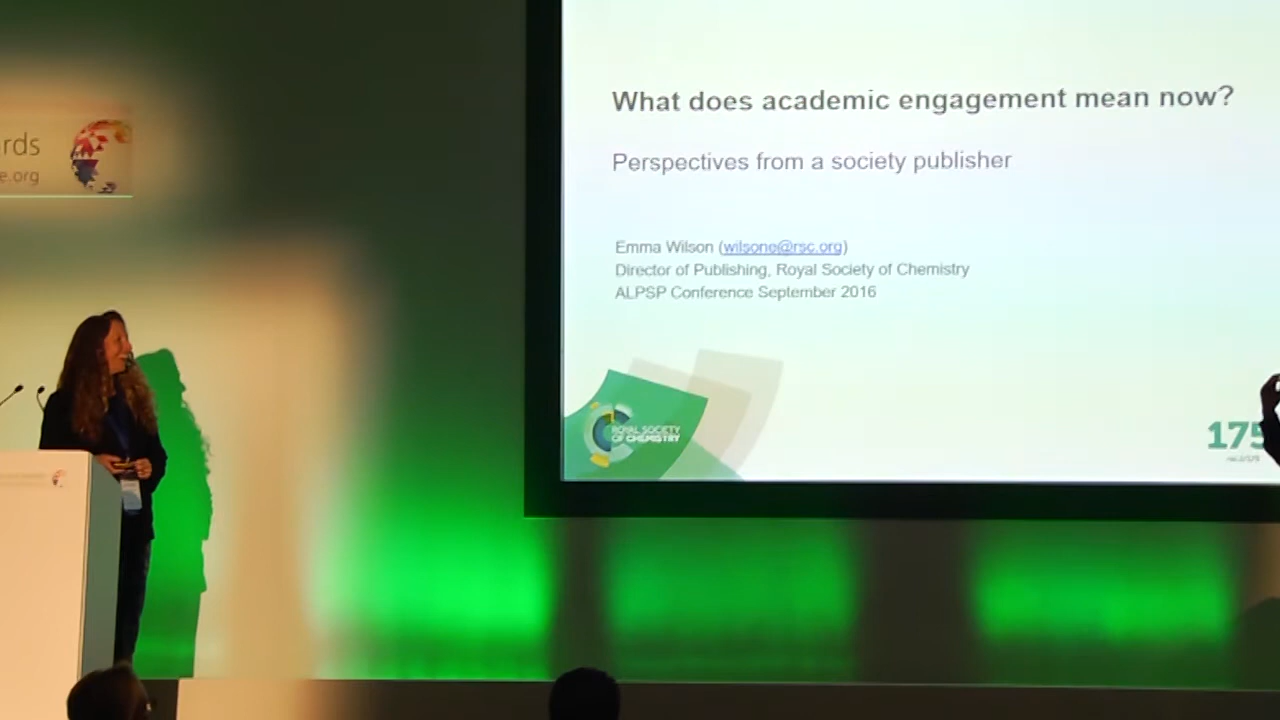 rds
e.org
What does academic engagement mean now?
Perspectives from a society publisher
Emma Wilson (wilsone@rsc.org)
Director of Publishing, Royal Society of Chemistry
ALPSP Conference September 2016
ROYAL SOCIETY
OF CHEMISTRY
175